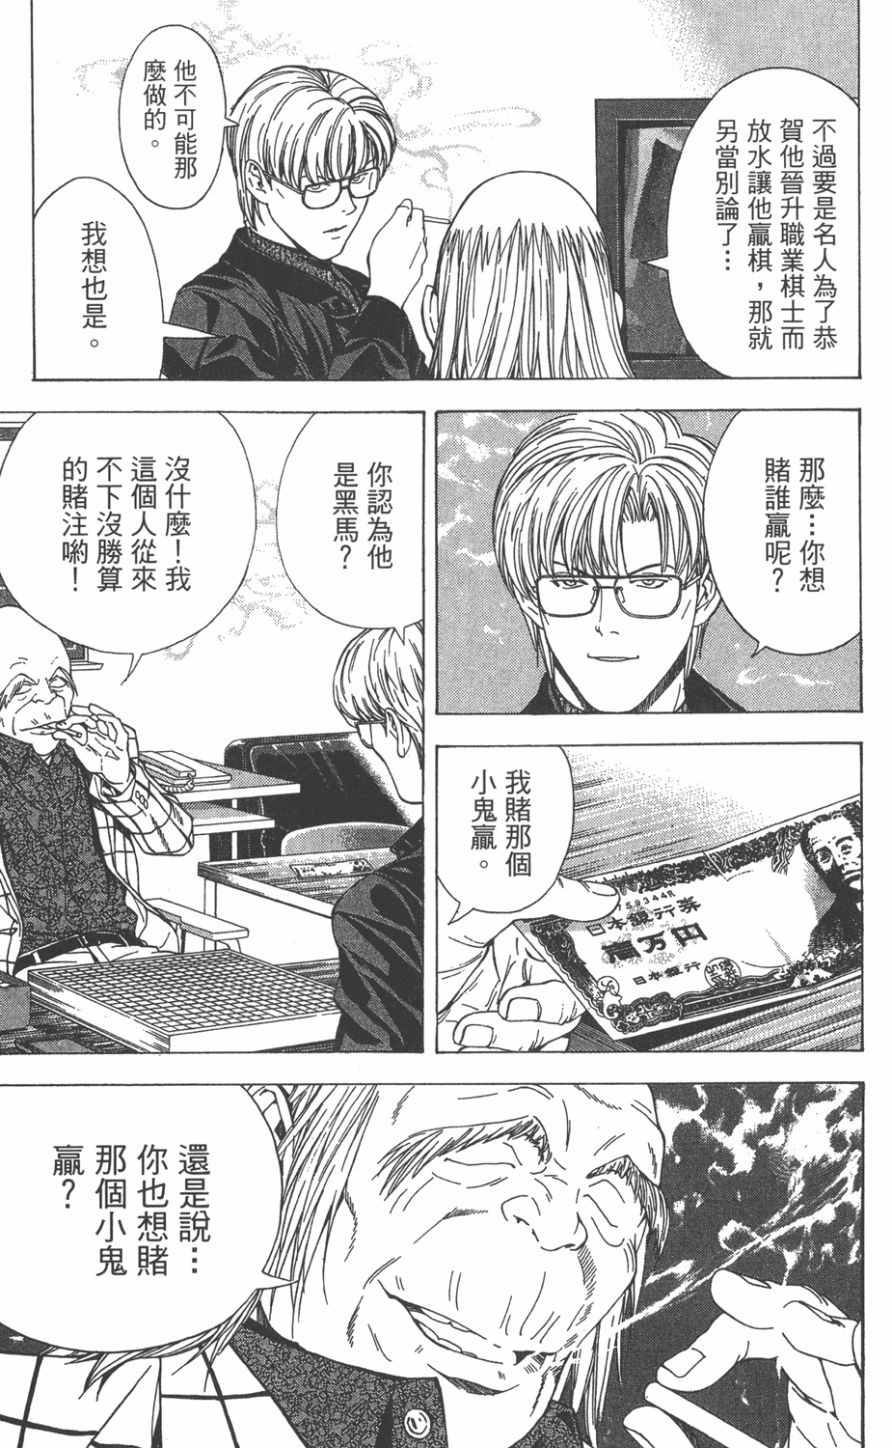 不過要是名人為了恭
賀他晉升職業棋士而
放水讓他贏棋，那就
另當別論了…
他不可能那
麼做的。
我想也是。
那麼…你想
賭誰贏呢？
我賭那個
小鬼贏。
日本銀行券
壱万円
日本銀行
你認為他
是黑馬？
沒什麼！我
這個人從來
不下沒勝算
的賭注喲！
還是說…
你也想賭
那個小鬼
贏？